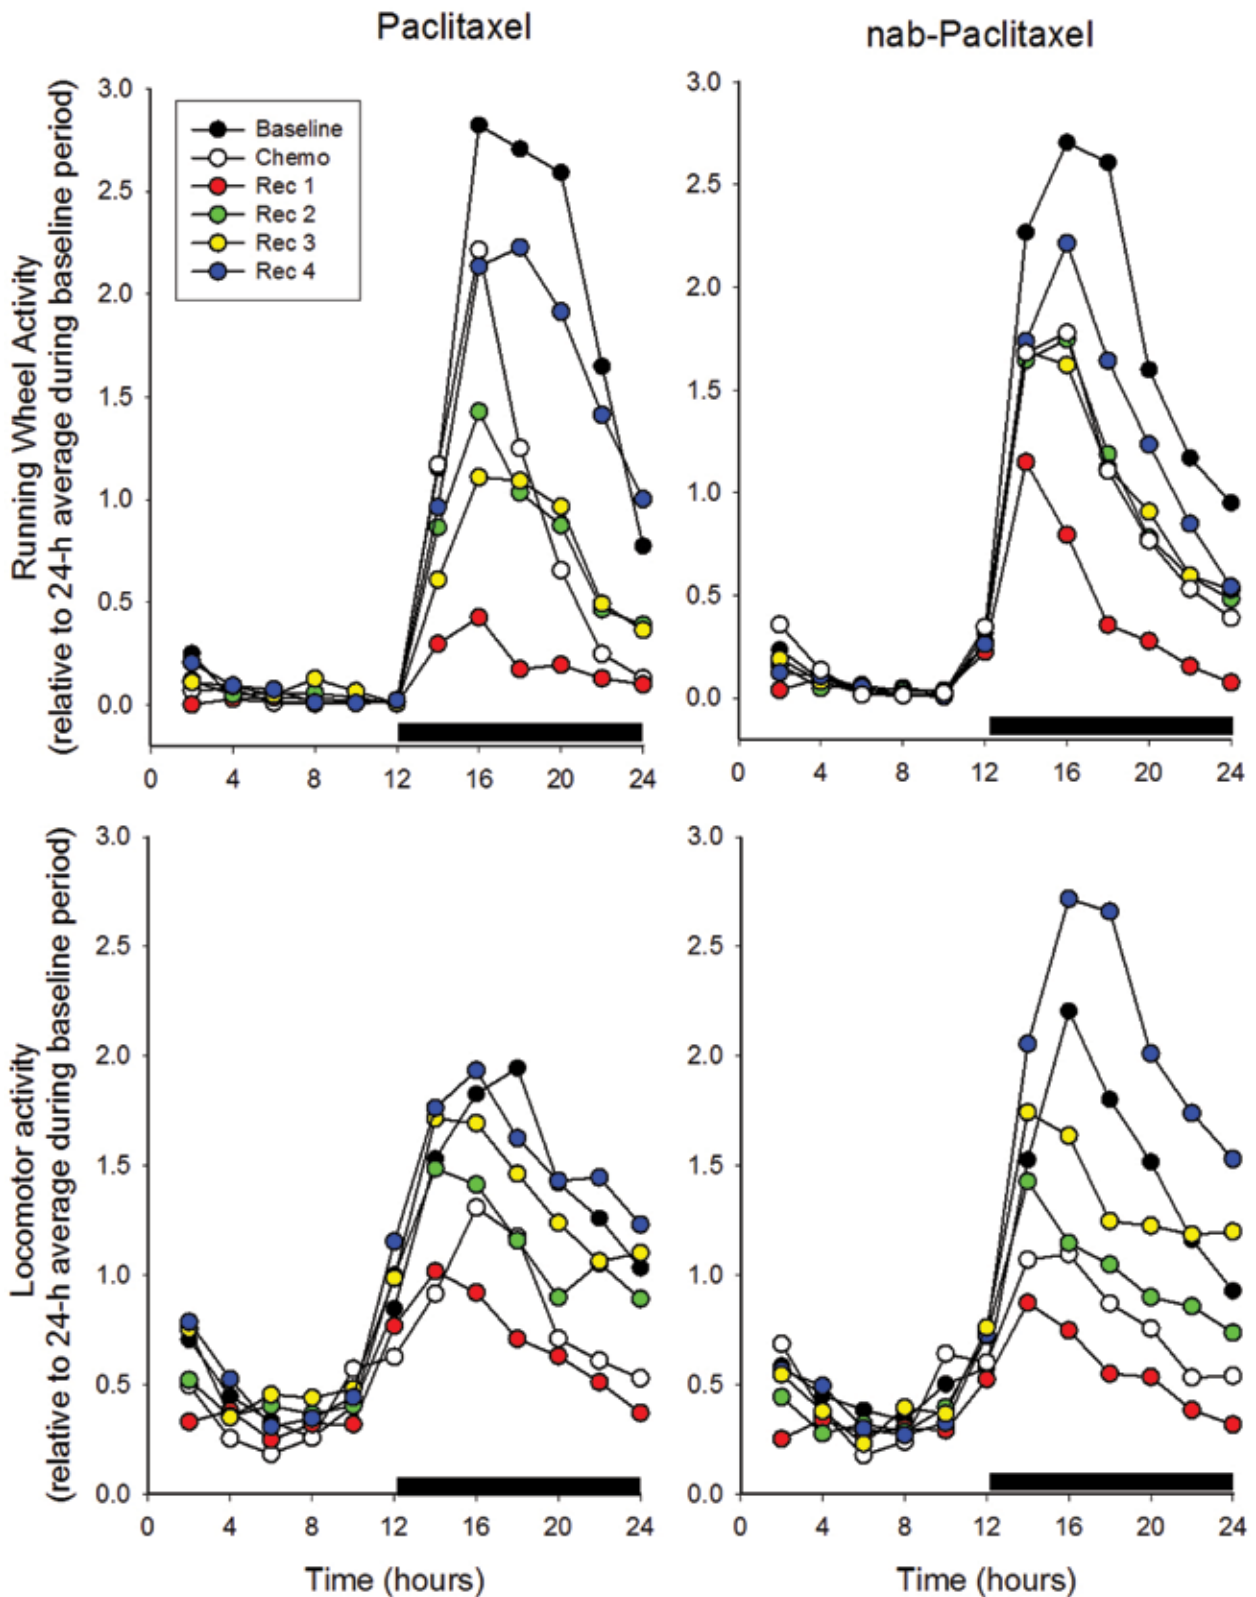 Paclitaxel
nab-Paclitaxel
Running Wheel Activity
(relative to 24-h average during baseline period)
3.0
2.5
2.0
1.5
1.0
0.5
0.0
Baseline
Chemo
Rec 1
Rec 2
Rec 3
Rec 4
0 4 8 12 16 20 24
3.0
2.5
2.0
1.5
1.0
0.5
0.0
0 4 8 12 16 20 24
Locomotor activity
(relative to 24-h average during baseline period)
3.0
2.5
2.0
1.5
1.0
0.5
0.0
0 4 8 12 16 20 24
Time (hours)
3.0
2.5
2.0
1.5
1.0
0.5
0.0
0 4 8 12 16 20 24
Time (hours)